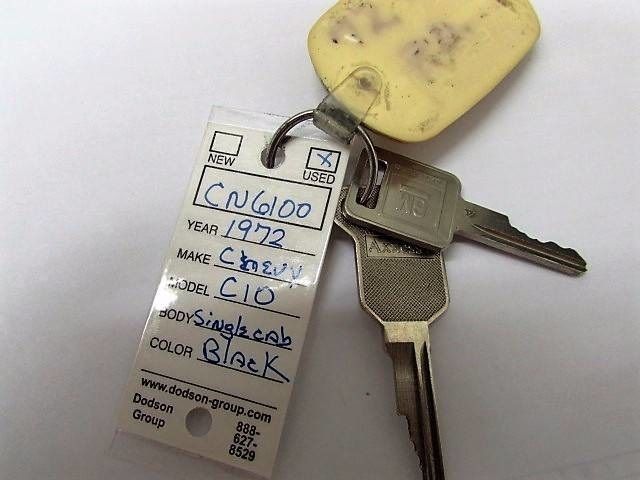 NEW
X
USED
CN6100
YEAR 1972
MAKE Chevy
MODEL C10
BODY Single cab
COLOR Black
www.dodson-group.com
Dodson
Group
888-
627-
8529
GM